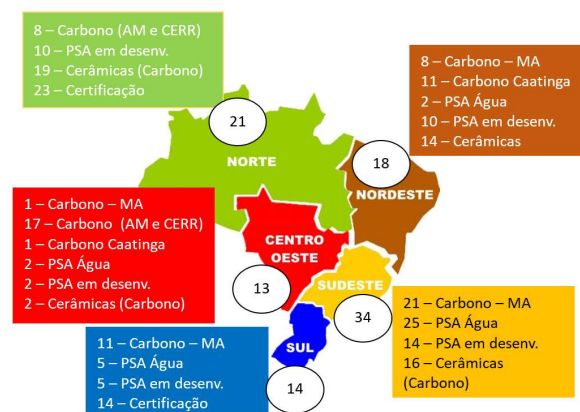 8 – Carbono (AM e CERR)
10 – PSA em desenv.
19 – Cerâmicas (Carbono)
23 – Certificação
8 – Carbono – MA
11 – Carbono Caatinga
2 – PSA Água
10 – PSA em desenv.
14 – Cerâmicas
21
NORTE
18
NORDESTE
1 – Carbono – MA
17 – Carbono  (AM e CERR)
1 – Carbono Caatinga
2 – PSA Água
2 – PSA em desenv.
2 – Cerâmicas (Carbono)
CENTRO
OESTE
13
SUDESTE
34
21 – Carbono – MA
25 – PSA Água
14 – PSA em desenv.
16 – Cerâmicas
(Carbono)
11 – Carbono – MA
5 – PSA Água
5 – PSA em desenv.
14 – Certificação
SUL
14